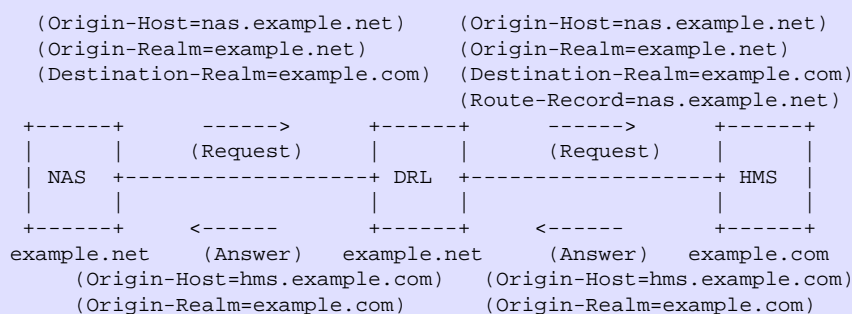 (Origin-Host=nas.example.net) (Origin-Host=nas.example.net)
(Origin-Realm=example.net) (Origin-Realm=example.net)
(Destination-Realm=example.com) (Destination-Realm=example.com)
(Route-Record=nas.example.net)
+------+ ------> +------+ ------> +------+
| | (Request) | | (Request) | |
| NAS +-------------------+ DRL +-------------------+ HMS |
| | | | | |
+------+ <------ +------+ <------ +------+
example.net (Answer) example.net (Answer) example.com
(Origin-Host=hms.example.com) (Origin-Host=hms.example.com)
(Origin-Realm=example.com) (Origin-Realm=example.com)